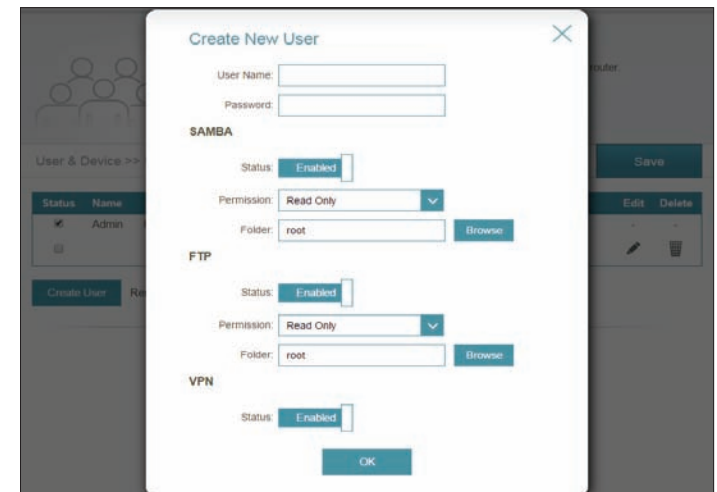 Create New User
router.
User Name:
Password:
SAMBA
User & Device >>
Status: Enabled
Save
Permission: Read Only
Status Name Edit Delete
Admin - -
Folder: root Browse
FTP
Create User
Status: Enabled
Permission: Read Only
Folder: root Browse
VPN
Status: Enabled
OK